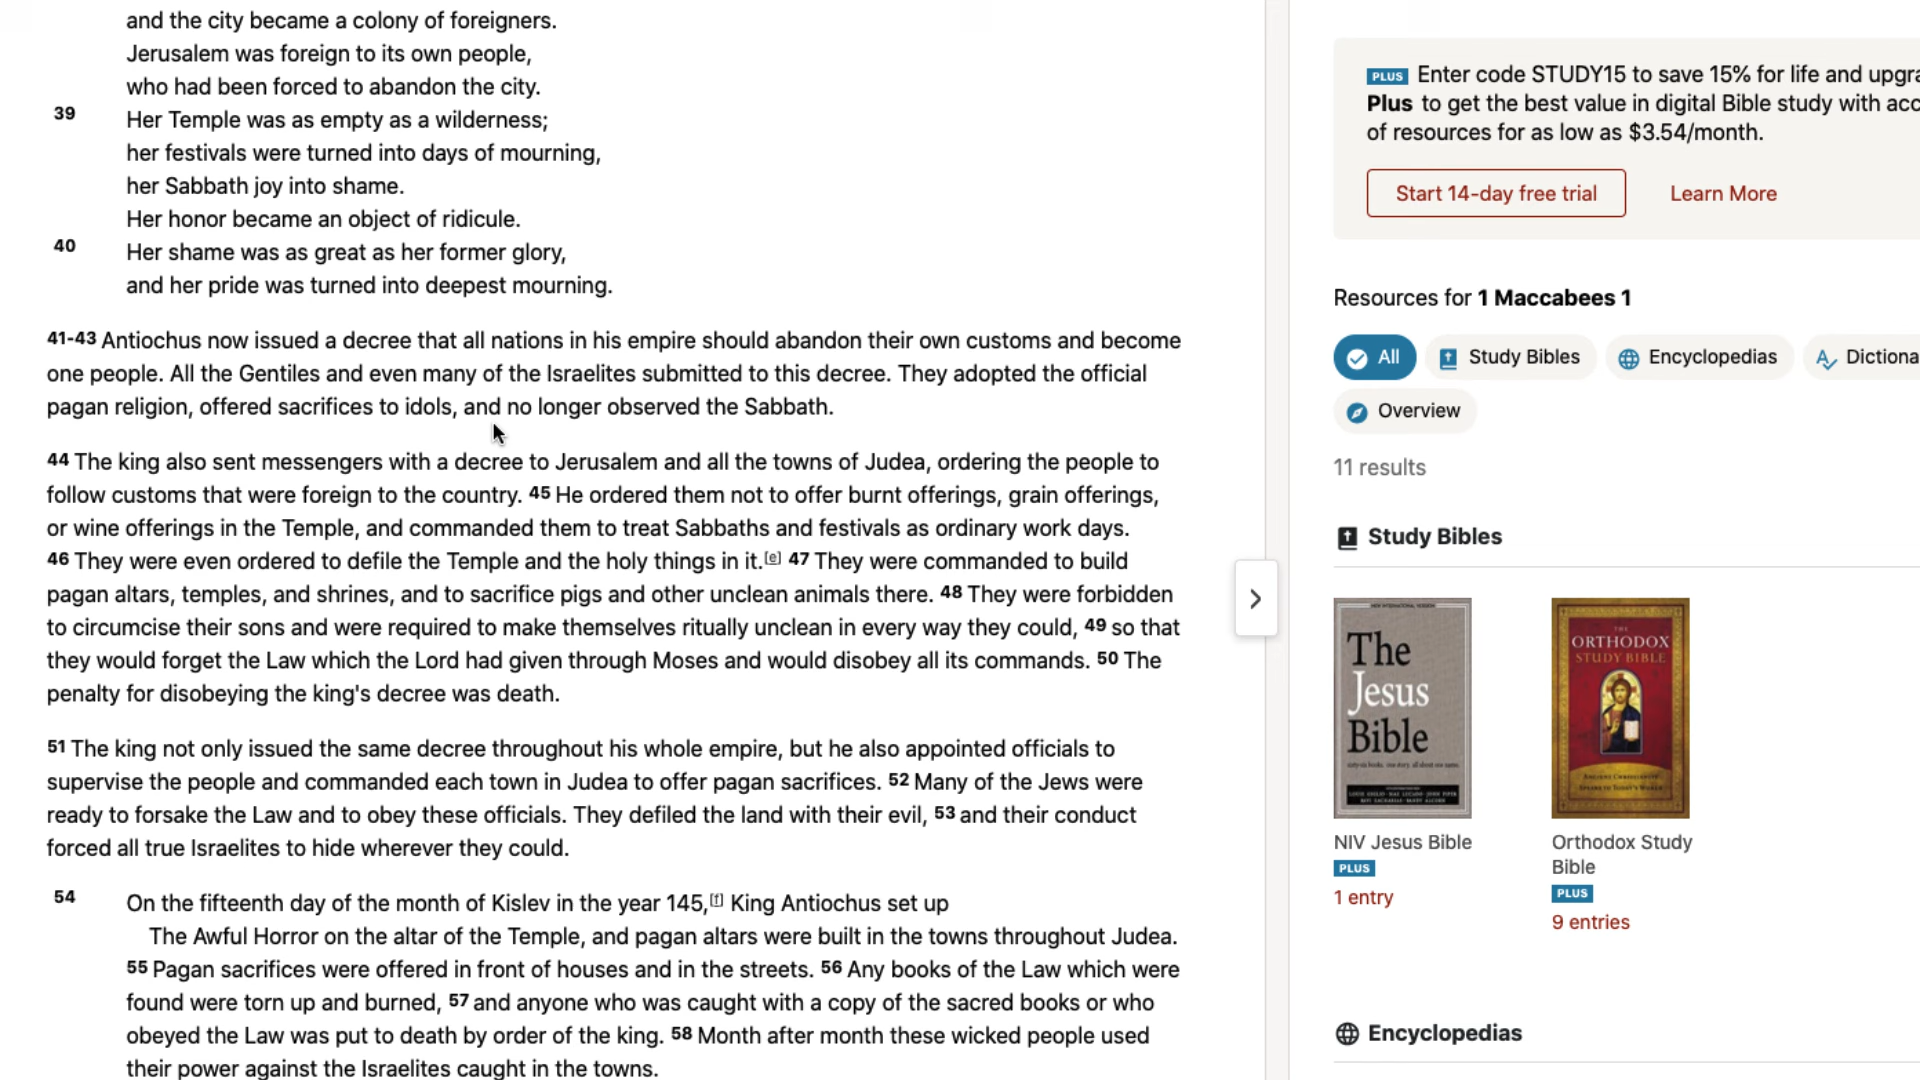 and the city became a colony of foreigners.
Jerusalem was foreign to its own people,
who had been forced to abandon the city.
39 Her Temple was as empty as a wilderness;
her festivals were turned into days of mourning,
her Sabbath joy into shame.
Her honor became an object of ridicule.
40 Her shame was as great as her former glory,
and her pride was turned into deepest mourning.
41-43 Antiochus now issued a decree that all nations in his empire should abandon their own customs and become
one people. All the Gentiles and even many of the Israelites submitted to this decree. They adopted the official
pagan religion, offered sacrifices to idols, and no longer observed the Sabbath.
44 The king also sent messengers with a decree to Jerusalem and all the towns of Judea, ordering the people to
follow customs that were foreign to the country. 45 He ordered them not to offer burnt offerings, grain offerings,
or wine offerings in the Temple, and commanded them to treat Sabbaths and festivals as ordinary work days.
46 They were even ordered to defile the Temple and the holy things in it.[e] 47 They were commanded to build
pagan altars, temples, and shrines, and to sacrifice pigs and other unclean animals there. 48 They were forbidden
to circumcise their sons and were required to make themselves ritually unclean in every way they could, 49 so that
they would forget the Law which the Lord had given through Moses and would disobey all its commands. 50 The
penalty for disobeying the king's decree was death.
51 The king not only issued the same decree throughout his whole empire, but he also appointed officials to
supervise the people and commanded each town in Judea to offer pagan sacrifices. 52 Many of the Jews were
ready to forsake the Law and to obey these officials. They defiled the land with their evil, 53 and their conduct
forced all true Israelites to hide wherever they could.
54 On the fifteenth day of the month of Kislev in the year 145,[f] King Antiochus set up
The Awful Horror on the altar of the Temple, and pagan altars were built in the towns throughout Judea.
55 Pagan sacrifices were offered in front of houses and in the streets. 56 Any books of the Law which were
found were torn up and burned, 57 and anyone who was caught with a copy of the sacred books or who
obeyed the Law was put to death by order of the king. 58 Month after month these wicked people used
their power against the Israelites caught in the towns.
PLUS Enter code STUDY15 to save 15% for life and upgra
Plus to get the best value in digital Bible study with acc
of resources for as low as $3.54/month.
Start 14-day free trial Learn More
Resources for 1 Maccabees 1
All Study Bibles Encyclopedias Dictiona
Overview
11 results
Study Bibles
The
Jesus
Bible
THE
ORTHODOX
STUDY BIBLE
NIV Jesus Bible
PLUS
1 entry
Orthodox Study
Bible
PLUS
9 entries
Encyclopedias